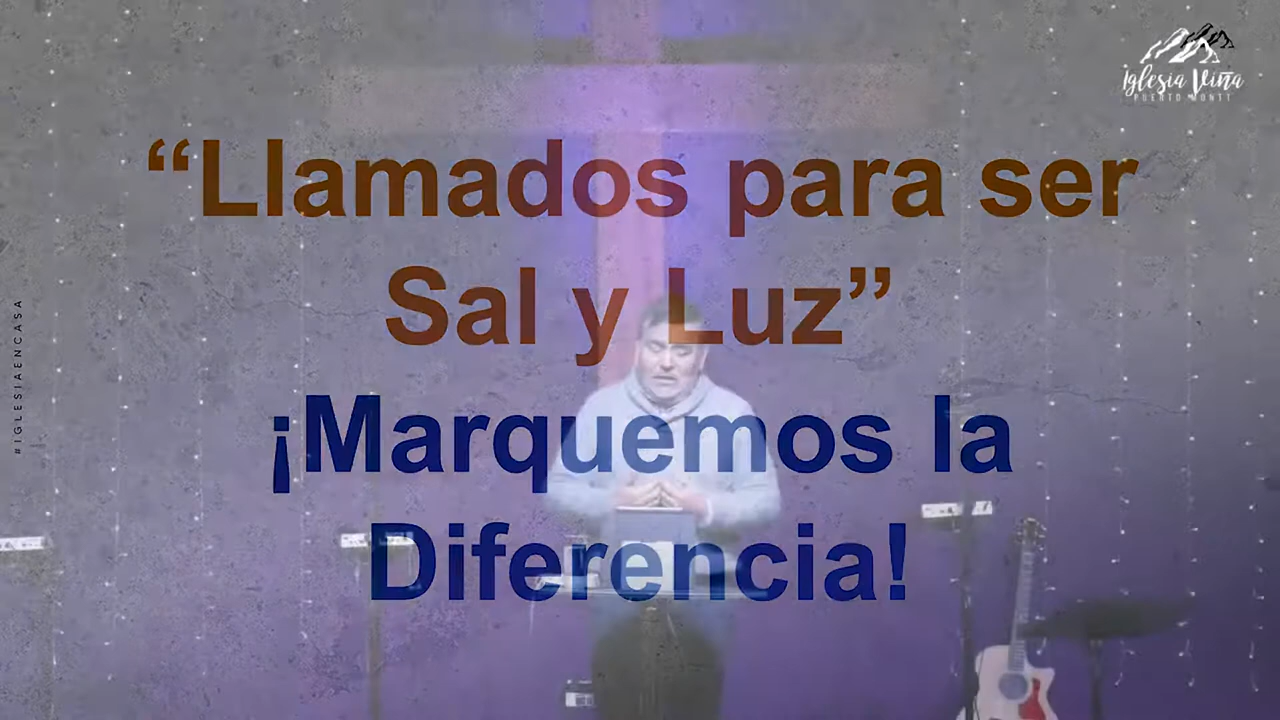 Iglesia Viña
PUERTO MONTT
“Llamados para ser
Sal y Luz”
¡Marquemos la
Diferencia!
#IGLESIAENCASA